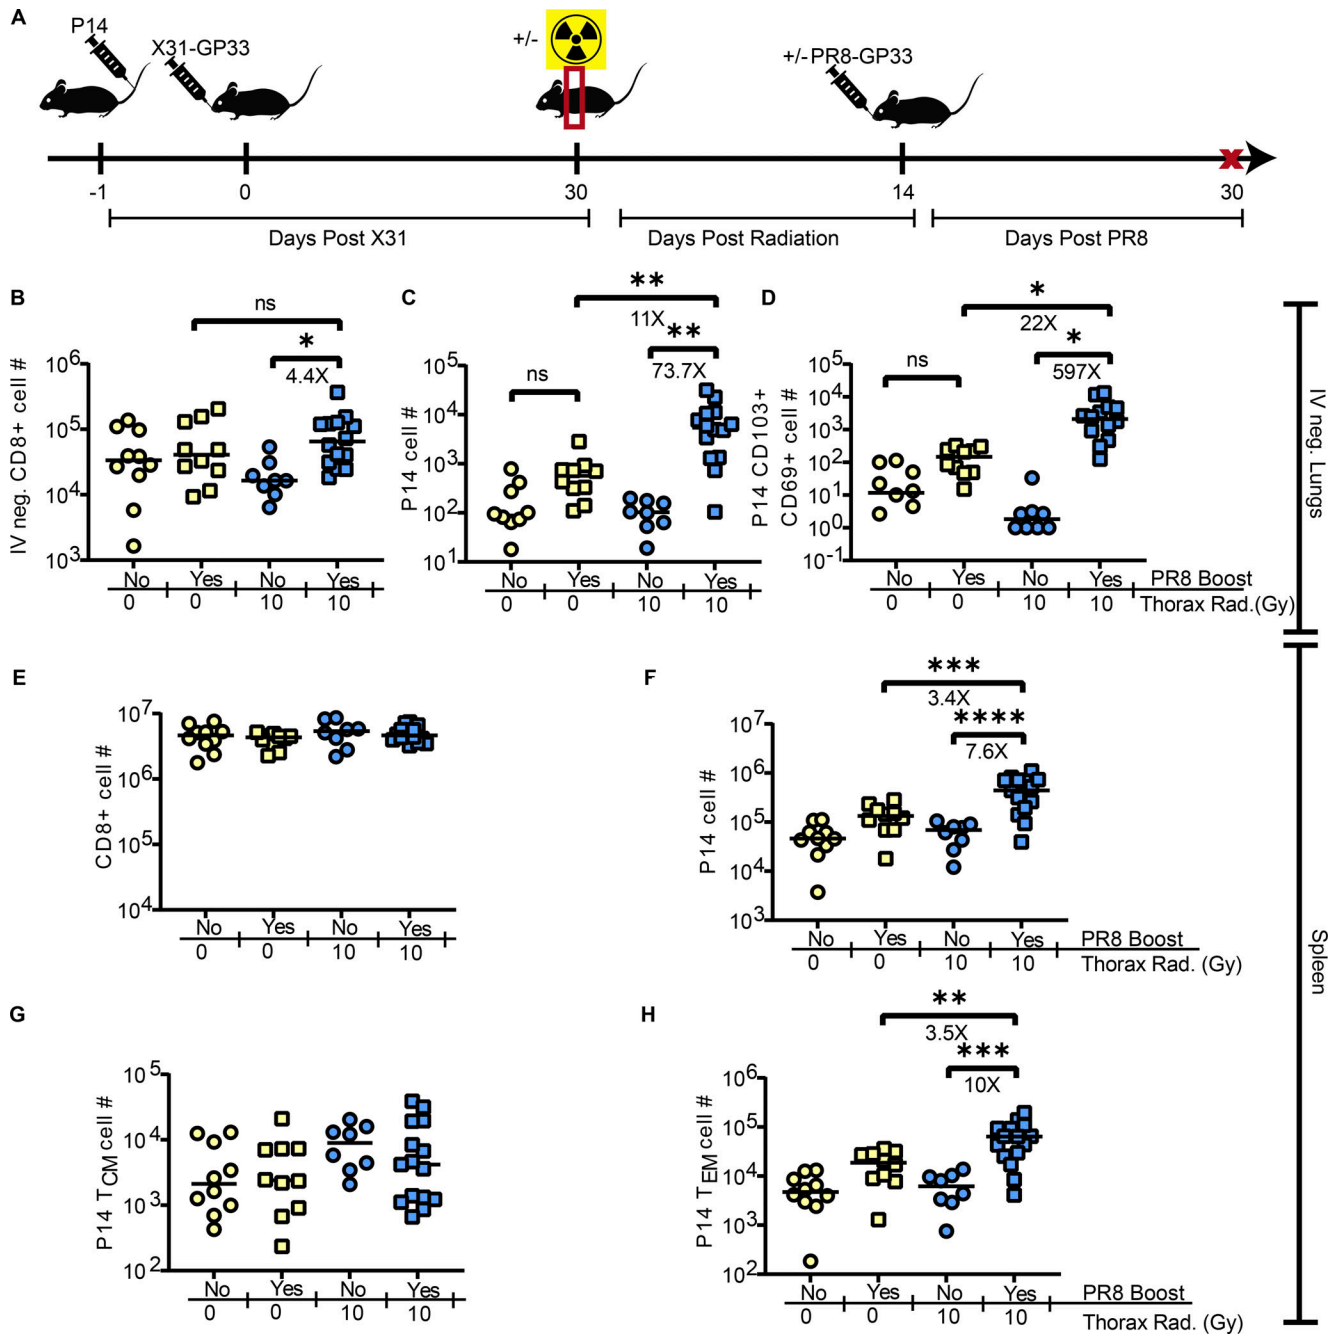 A
P14
X31-GP33
+/-
+/-PR8-GP33
-1 0 30 14 30
Days Post X31 Days Post Radiation Days Post PR8
B
IV neg. CD8+ cell #
10^6
10^5
10^4
10^3
ns
*
4.4X
No Yes No Yes
0 0 10 10
C
P14 cell #
10^5
10^4
10^3
10^2
10^1
**
11X
**
73.7X
ns
No Yes No Yes
0 0 10 10
D
P14 CD103+
CD69+ cell #
10^5
10^4
10^3
10^2
10^1
10^0
10^-1
*
22X
*
597X
ns
No Yes No Yes PR8 Boost
0 0 10 10 Thorax Rad.(Gy)
IV neg. Lungs
E
CD8+ cell #
10^7
10^6
10^5
10^4
No Yes No Yes
0 0 10 10
F
P14 cell #
10^7
10^6
10^5
10^4
10^3
***
3.4X
****
7.6X
No Yes No Yes PR8 Boost
0 0 10 10 Thorax Rad. (Gy)
Spleen
G
P14 TCM cell #
10^5
10^4
10^3
10^2
No Yes No Yes
0 0 10 10
H
P14 TEM cell #
10^6
10^5
10^4
10^3
10^2
**
3.5X
***
10X
No Yes No Yes PR8 Boost
0 0 10 10 Thorax Rad. (Gy)